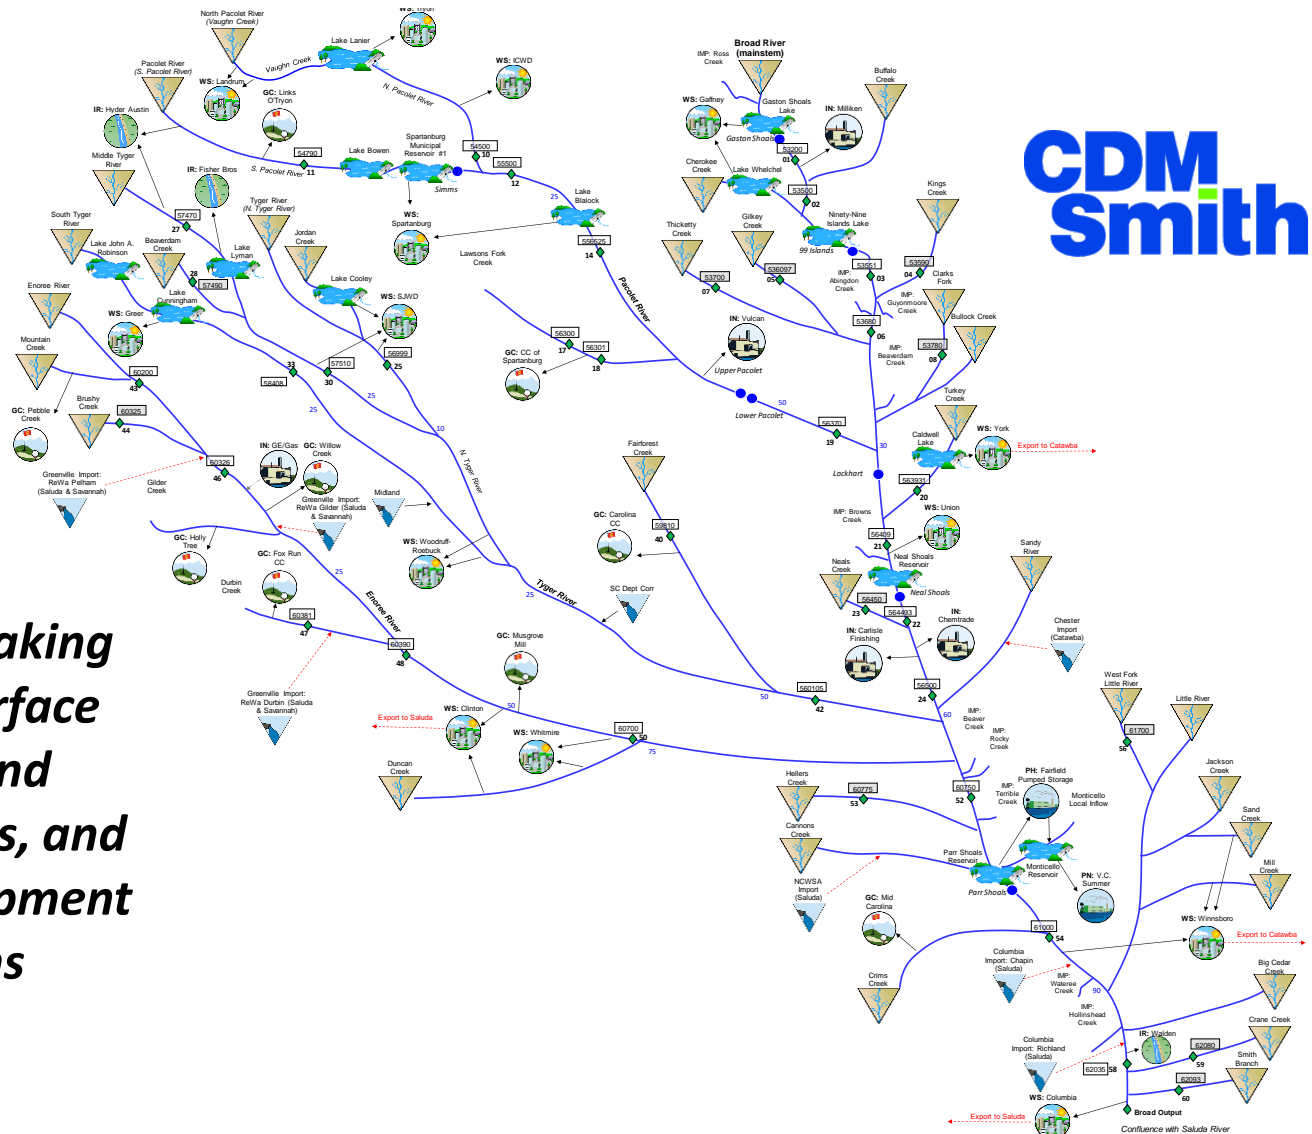 WS: Tryon
North Pacolet River
(Vaughn Creek)
Lake Lanier
Vaughn Creek
N. Pacolet River
WS: ICWD
Pacolet River
(S. Pacolet River)
WS: Landrum
GC: Links
O'Tryon
IR: Hyder Austin
Middle Tyger
River
IR: Fisher Bros
54790
11
S. Pacolet River
Lake Bowen
Spartanburg
Municipal
Reservoir #1
Simms
54500
10
55500
12
25
Lake
Blalock
WS:
Spartanburg
556525
14
Pacolet River
Broad River
(mainstem)
IMP: Ross
Creek
Buffalo
Creek
WS: Gaffney
Gaston Shoals
Lake
Gaston Shoals
IN: Milliken
53200
01
Cherokee
Creek
Lake Whelchel
53500
02
Kings
Creek
CDM
Smith
Thicketty
Creek
Gilkey
Creek
Ninety-Nine
Islands Lake
99 Islands
53700
07
536097
05
IMP:
Abingdon
Creek
53551
03
53590
04
Clarks
Fork
IMP:
Guyonmoore
Creek
Bullock Creek
53680
06
IMP:
Beaverdam
Creek
53780
08
South Tyger
River
57470
27
Tyger River
(N. Tyger River)
Lake John A.
Robinson
Beaverdam
Creek
Jordan
Creek
28
57490
Lake
Lyman
Enoree River
Lake
Cunningham
Lake Cooley
WS: Greer
WS: SJWD
Lawsons Fork
Creek
Mountain
Creek
56300
17
56301
18
GC: CC of
Spartanburg
IN: Vulcan
Upper Pacolet
Lower Pacolet
50
33
58408
57510
30
56999
25
60200
43
25
25
10
GC: Pebble
Creek
Brushy
Creek
60325
44
Turkey
Creek
Caldwell
Lake
WS: York
Export to Catawba
56370
19
30
Lockhart
Fairforest
Creek
N. Tyger River
60326
46
IN: GE/Gas
GC: Willow
Creek
Greenville Import:
ReWa Pelham
(Saluda & Savannah)
Gilder
Creek
Greenville Import:
ReWa Gilder (Saluda
& Savannah)
Midland
563931
20
IMP: Browns
Creek
WS: Union
56409
21
59810
40
GC: Carolina
CC
GC: Holly
Tree
GC: Fox Run
CC
WS: Woodruff-
Roebuck
Neals
Creek
Neal Shoals
Reservoir
Neal Shoals
Sandy
River
Durbin
Creek
25
Enoree River
25
Tyger River
SC Dept Corr
56450
23
564493
22
60381
47
60390
48
IN: Carlisle
Finishing
IN:
Chemtrade
Chester
Import
(Catawba)
GC: Musgrove
Mill
aking
rface
nd
s, and
pment
ns
Greenville Import:
ReWa Durbin (Saluda
& Savannah)
56500
24
560105
42
50
60
West Fork
Little River
Little River
50
WS: Clinton
Export to Saluda
WS: Whitmire
60700
50
75
IMP:
Beaver
Creek
IMP:
Rocky
Creek
61700
56
Duncan
Creek
Hellers
Creek
60775
53
60750
52
IMP:
Terrible
Creek
PH: Fairfield
Pumped Storage
Monticello
Local Inflow
Jackson
Creek
Sand
Creek
Cannons
Creek
Parr Shoals
Reservoir
Parr Shoals
Monticello
Reservoir
PN: V.C.
Summer
Mill
Creek
NCWSA
Import
(Saluda)
GC: Mid
Carolina
WS: Winnsboro
Export to Catawba
61000
54
Columbia
Import: Chapin
(Saluda)
Crims
Creek
IMP:
Wateree
Creek
90
Big Cedar
Creek
IMP:
Hollinshead
Creek
Crane Creek
Columbia
Import: Richland
(Saluda)
IR: Walden
62080
59
Smith
Branch
62035
58
62093
60
WS: Columbia
Export to Saluda
Broad Output
Confluence with Saluda River